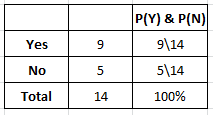 P(Y) & P(N)
Yes 9 9\14
No 5 5\14
Total 14 100%